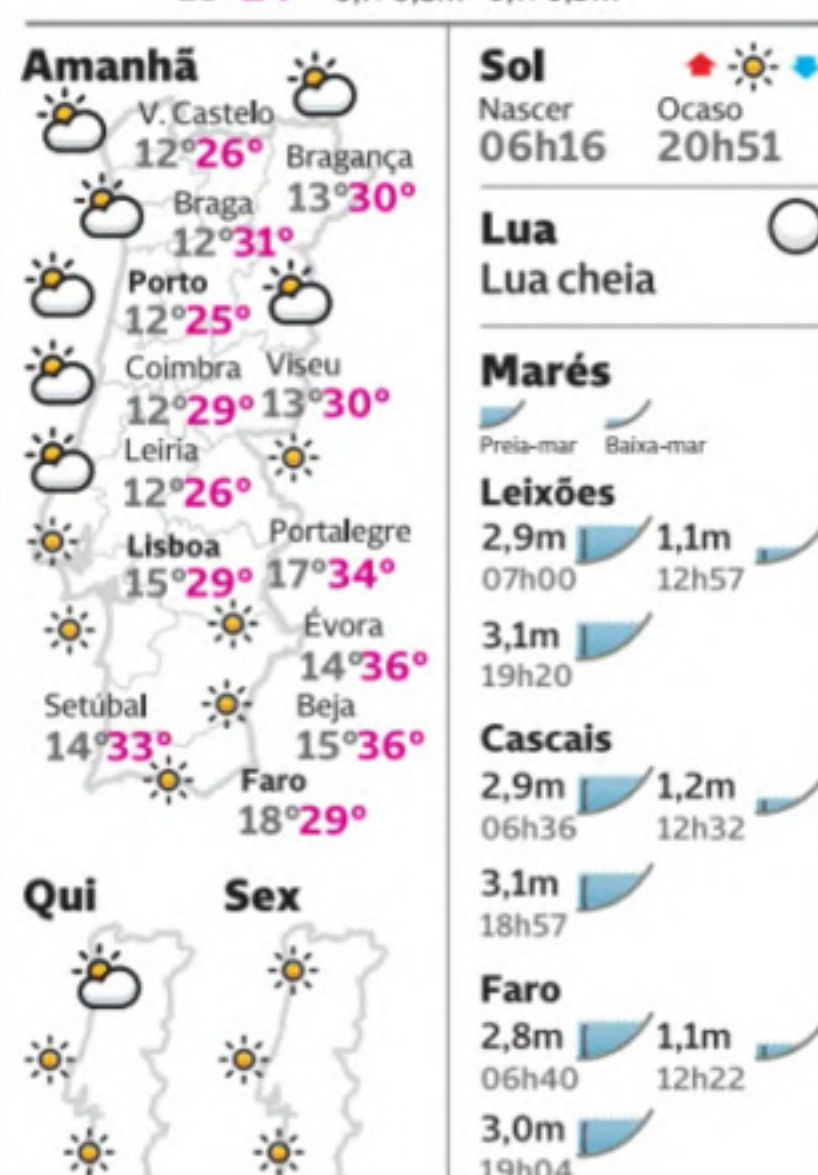 Amanhã
V. Castelo
12° 26°
Bragança
13° 30°
Braga
12° 31°
Porto
12° 25°
Coimbra
12° 29°
Viseu
13° 30°
Leiria
12° 26°
Lisboa
15° 29°
Portalegre
17° 34°
Évora
14° 36°
Setúbal
14° 33°
Beja
15° 36°
Faro
18° 29°
Qui
Sex
Sol
Nascer Ocaso
06h16 20h51
Lua
Lua cheia
Marés
Preia-mar Baixa-mar
Leixões
2,9m 1,1m
07h00 12h57
3,1m
19h20
Cascais
2,9m 1,2m
06h36 12h32
3,1m
18h57
Faro
2,8m 1,1m
06h40 12h22
3,0m
19h04